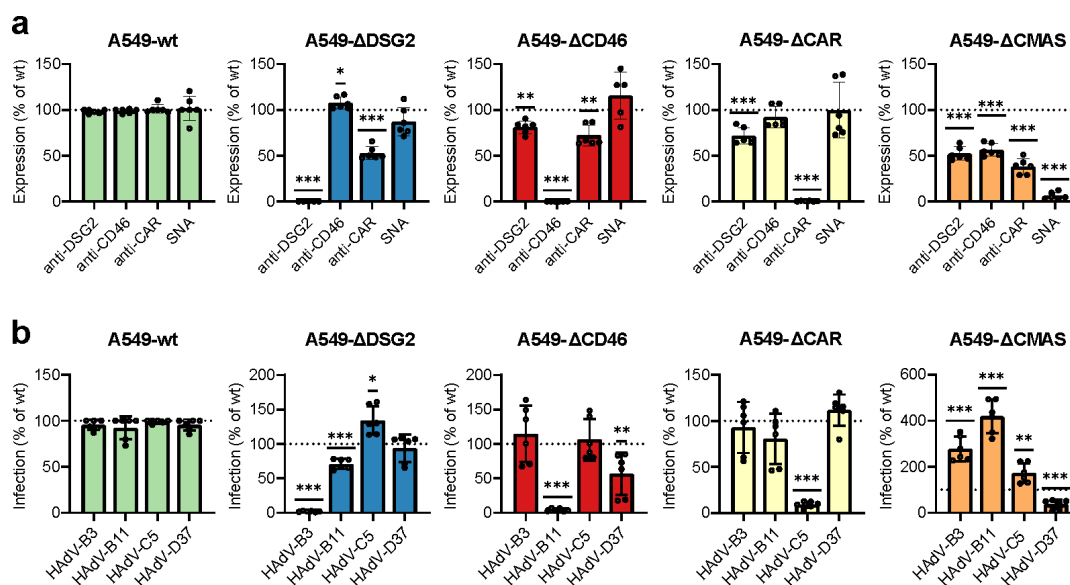 a
A549-wt
A549-ΔDSG2
A549-ΔCD46
A549-ΔCAR
A549-ΔCMAS
Expression (% of wt)
150
100
50
0
anti-DSG2
anti-CD46
anti-CAR
SNA
Expression (% of wt)
150
100
50
0
***
*
***
anti-DSG2
anti-CD46
anti-CAR
SNA
Expression (% of wt)
150
100
50
0
**
***
**
anti-DSG2
anti-CD46
anti-CAR
SNA
Expression (% of wt)
150
100
50
0
***
***
anti-DSG2
anti-CD46
anti-CAR
SNA
Expression (% of wt)
150
100
50
0
***
***
***
***
anti-DSG2
anti-CD46
anti-CAR
SNA
b
A549-wt
A549-ΔDSG2
A549-ΔCD46
A549-ΔCAR
A549-ΔCMAS
Infection (% of wt)
150
100
50
0
HAdV-B3
HAdV-B11
HAdV-C5
HAdV-D37
Infection (% of wt)
200
150
100
50
0
***
***
*
HAdV-B3
HAdV-B11
HAdV-C5
HAdV-D37
Infection (% of wt)
200
150
100
50
0
***
**
HAdV-B3
HAdV-B11
HAdV-C5
HAdV-D37
Infection (% of wt)
150
100
50
0
***
HAdV-B3
HAdV-B11
HAdV-C5
HAdV-D37
Infection (% of wt)
600
400
200
0
***
***
**
***
HAdV-B3
HAdV-B11
HAdV-C5
HAdV-D37